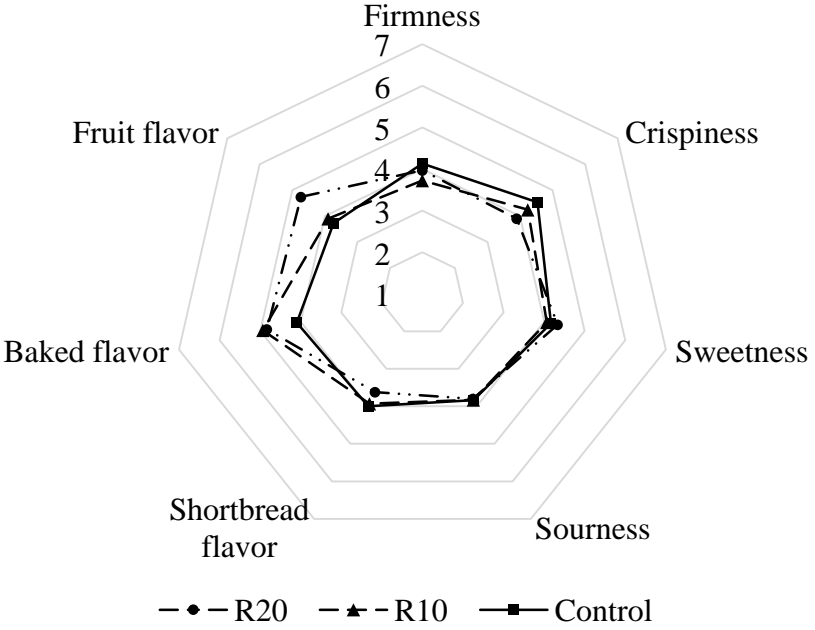 Firmness
7
6
5
4
3
2
1
Crispiness
Sweetness
Sourness
Shortbread
flavor
Baked flavor
Fruit flavor
R20 R10 Control